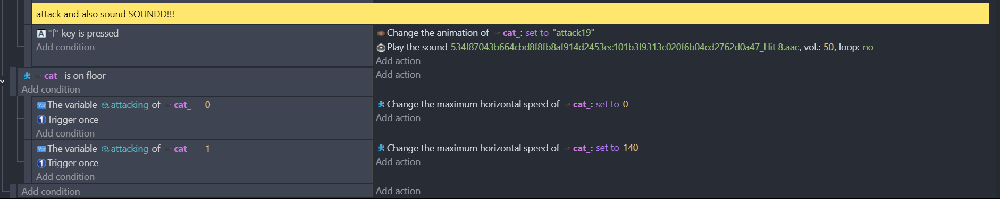 attack and also sound SOUNDD!!!
A "f" key is pressed
Change the animation of cat_: set to "attack19"
Add condition
Play the sound 534f87043b664cbd8f8fb8af914d2453ec101b3f9313c020f6b04cd2762d0a47_Hit 8.aac, vol.: 50, loop: no
Add action
cat_ is on floor
Add action
Add condition
Var The variable attacking of cat_ = 0
Change the maximum horizontal speed of cat_: set to 0
1 Trigger once
Add action
Add condition
Var The variable attacking of cat_ = 1
Change the maximum horizontal speed of cat_: set to 140
1 Trigger once
Add action
Add condition
Add condition
Add action